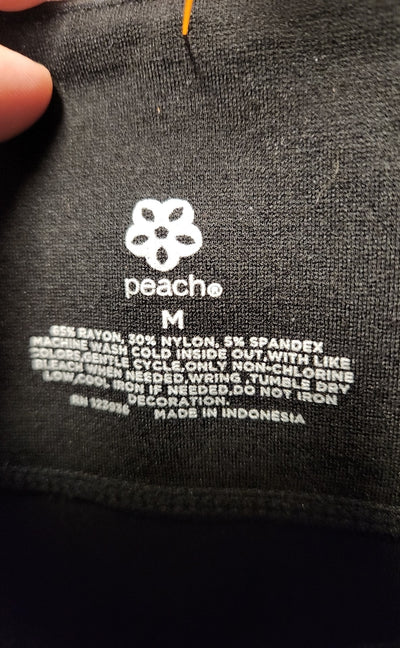 peach®
M
65% RAYON, 30% NYLON, 5% SPANDEX
MACHINE WASH COLD INSIDE OUT,WITH LIKE
COLORS,GENTLE ,CYCLE,ONLY NON-CHLORINE
BLEACH WHEN NEEDED,WRING ,TUMBLE DRY
LOW,COOL IRON IF NEEDED,DO NOT IRON
DECORATION.
RN
MADE IN INDONESIA